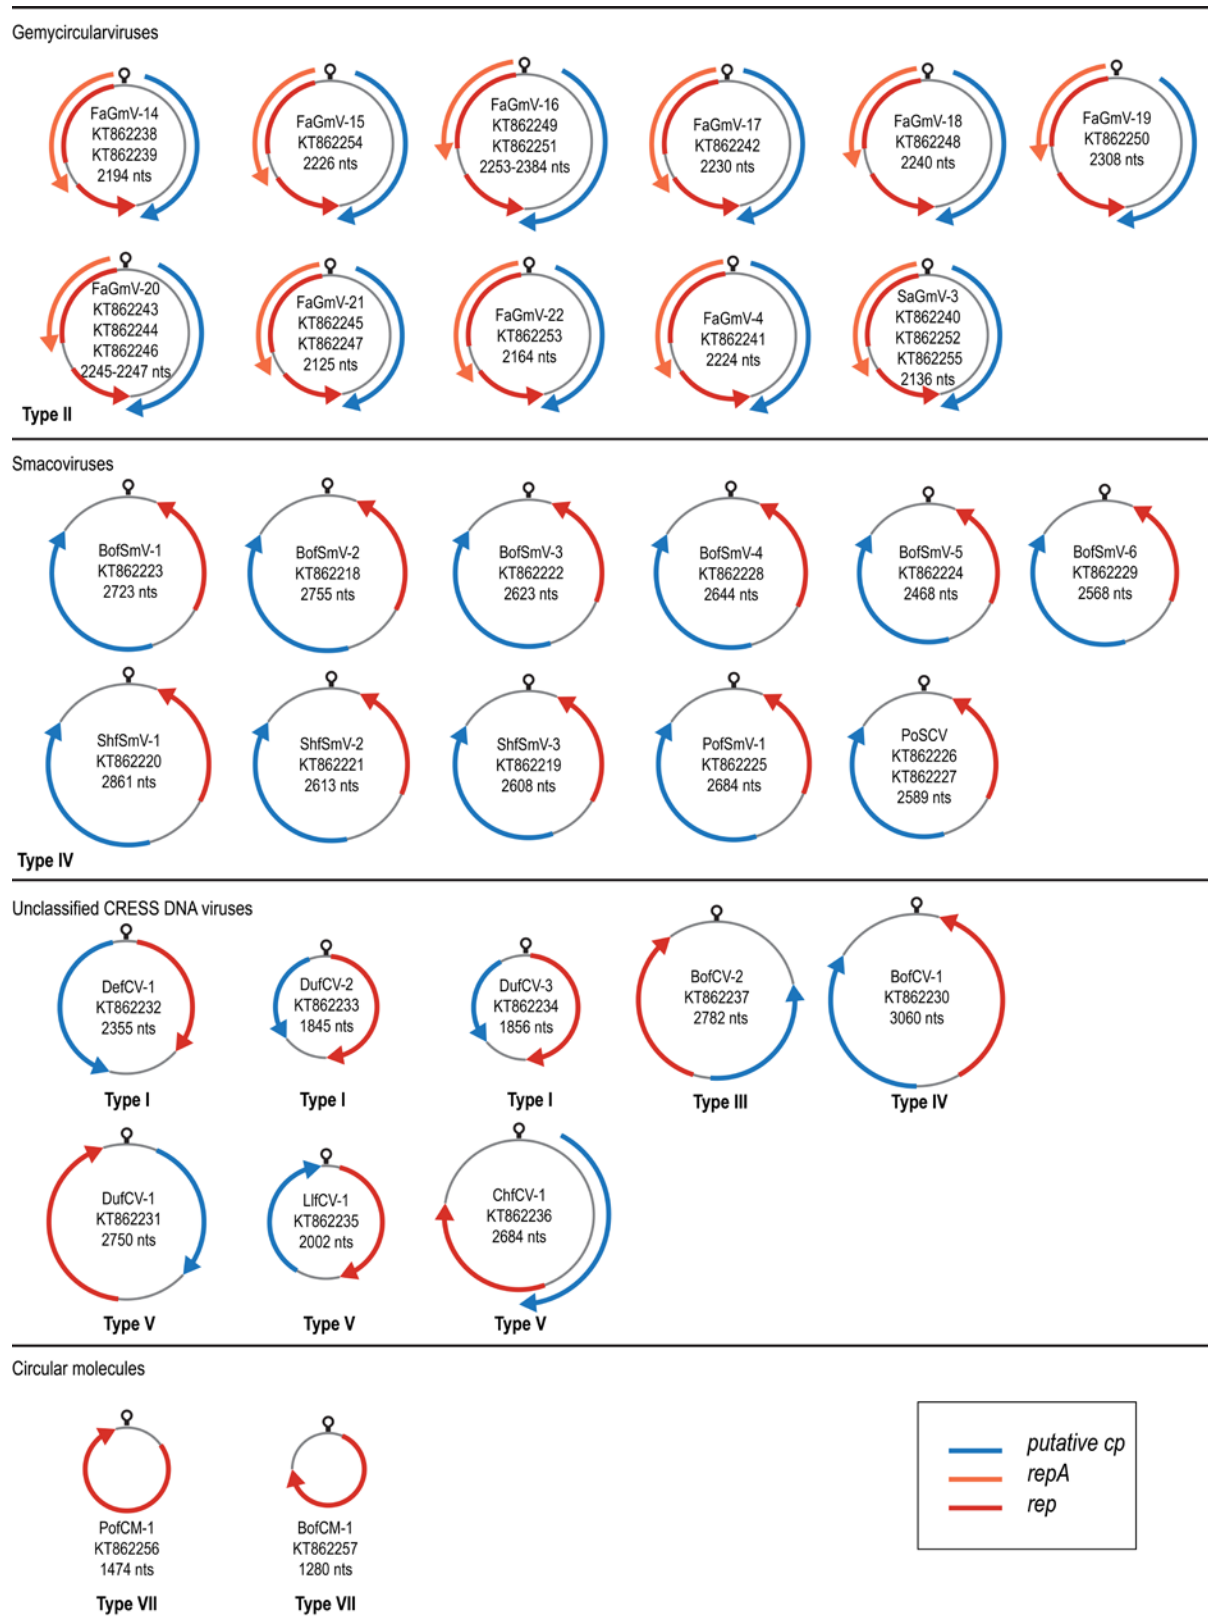 Gemycircularviruses
FaGmV-14
KT862238
KT862239
2194 nts
FaGmV-15
KT862254
2226 nts
FaGmV-16
KT862249
KT862251
2253-2384 nts
FaGmV-17
KT862242
2230 nts
FaGmV-18
KT862248
2240 nts
FaGmV-19
KT862250
2308 nts
FaGmV-20
KT862243
KT862244
KT862246
2245-2247 nts
FaGmV-21
KT862245
KT862247
2125 nts
FaGmV-22
KT862253
2164 nts
FaGmV-4
KT862241
2224 nts
SaGmV-3
KT862240
KT862252
KT862255
2136 nts
Type II
Smacoviruses
BofSmV-1
KT862223
2723 nts
BofSmV-2
KT862218
2755 nts
BofSmV-3
KT862222
2623 nts
BofSmV-4
KT862228
2644 nts
BofSmV-5
KT862224
2468 nts
BofSmV-6
KT862229
2568 nts
ShfSmV-1
KT862220
2861 nts
ShfSmV-2
KT862221
2613 nts
ShfSmV-3
KT862219
2608 nts
PofSmV-1
KT862225
2684 nts
PoSCV
KT862226
KT862227
2589 nts
Type IV
Unclassified CRESS DNA viruses
DefCV-1
KT862232
2355 nts
Type I
DufCV-2
KT862233
1845 nts
Type I
DufCV-3
KT862234
1856 nts
Type I
BofCV-2
KT862237
2782 nts
Type III
BofCV-1
KT862230
3060 nts
Type IV
DufCV-1
KT862231
2750 nts
Type V
LlfCV-1
KT862235
2002 nts
Type V
ChfCV-1
KT862236
2684 nts
Type V
Circular molecules
PofCM-1
KT862256
1474 nts
Type VII
BofCM-1
KT862257
1280 nts
Type VII
putative cp
repA
rep